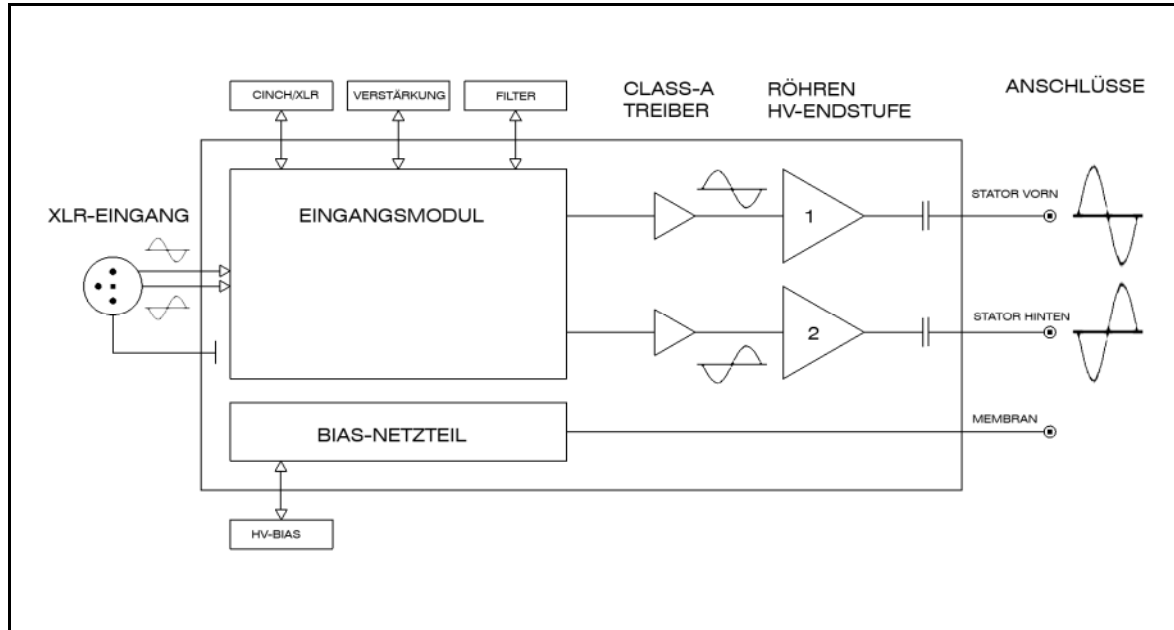 CINCH/XLR
VERSTÄRKUNG
FILTER
CLASS-A
TREIBER
RÖHREN
HV-ENDSTUFE
ANSCHLÜSSE
XLR-EINGANG
EINGANGSMODUL
1
STATOR VORN
2
STATOR HINTEN
BIAS-NETZTEIL
MEMBRAN
HV-BIAS